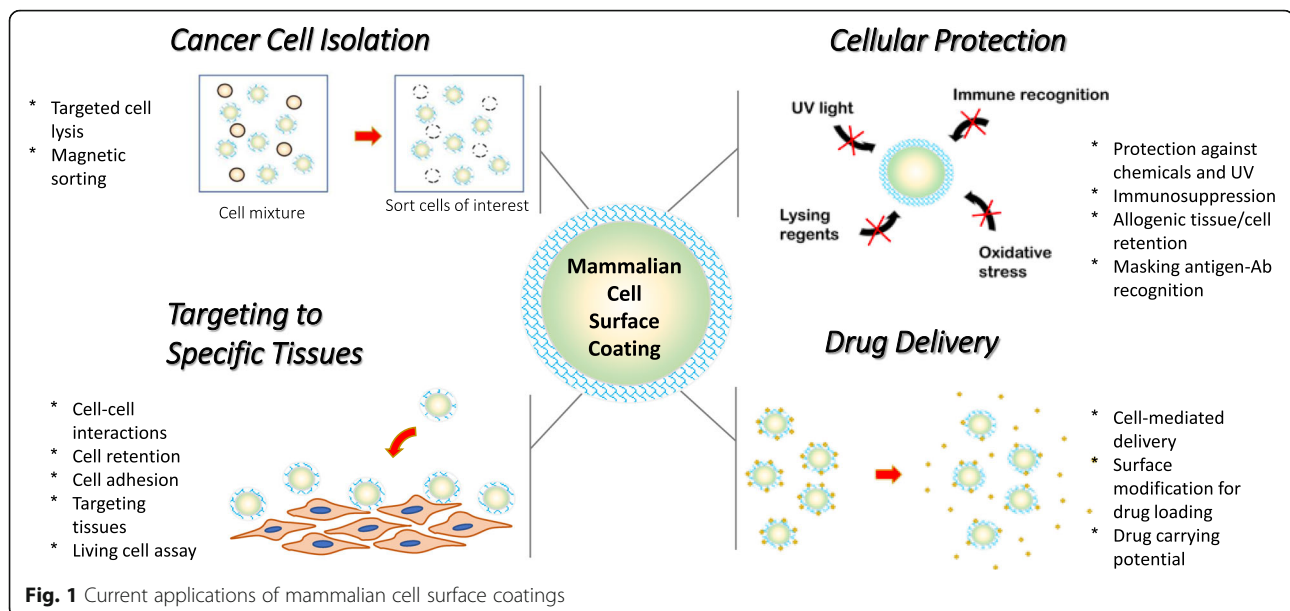 Cancer Cell Isolation
* Targeted cell
lysis
* Magnetic
sorting
Cell mixture
Sort cells of interest
Cellular Protection
UV light
Immune recognition
Lysing
regents
Oxidative
stress
* Protection against
chemicals and UV
* Immunosuppression
* Allogenic tissue/cell
retention
* Masking antigen-Ab
recognition
Mammalian
Cell
Surface
Coating
Targeting to
Specific Tissues
* Cell-cell
interactions
* Cell retention
* Cell adhesion
* Targeting
tissues
* Living cell assay
Drug Delivery
* Cell-mediated
delivery
* Surface
modification for
drug loading
* Drug carrying
potential
Fig. 1 Current applications of mammalian cell surface coatings